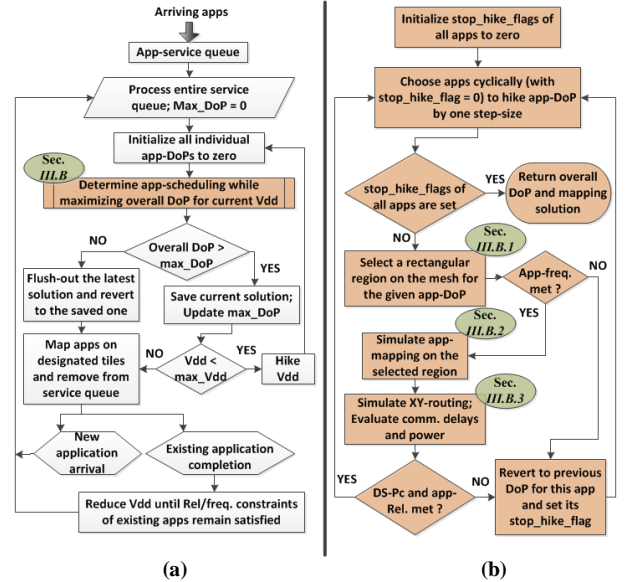 Arriving apps
App-service queue
Process entire service
queue; Max_DoP = 0
Initialize all individual
app-DoPs to zero
Sec.
III.B
Determine app-scheduling while
maximizing overall DoP for current Vdd
NO
Overall DoP >
max_DoP
YES
Flush-out the latest
solution and revert
to the saved one
Save current solution;
Update max_DoP
Map apps on
designated tiles
and remove from
service queue
NO
Vdd <
max_Vdd
YES
Hike
Vdd
New
application
arrival
Existing application
completion
Reduce Vdd until Rel/freq. constraints
of existing apps remain satisfied
(a)
Initialize stop_hike_flags of
all apps to zero
Choose apps cyclically (with
stop_hike_flag = 0) to hike app-DoP
by one step-size
stop_hike_flags of
all apps are set
YES
Return overall
DoP and mapping
solution
NO
Sec.
III.B.1
Select a rectangular
region on the mesh for
the given app-DoP
App-freq.
met ?
NO
YES
Sec.
III.B.2
Simulate app-
mapping on the
selected region
Sec.
III.B.3
Simulate XY-routing;
Evaluate comm. delays
and power
YES
DS-Pc and app-
Rel. met ?
NO
Revert to previous
DoP for this app
and set its
stop_hike_flag
(b)